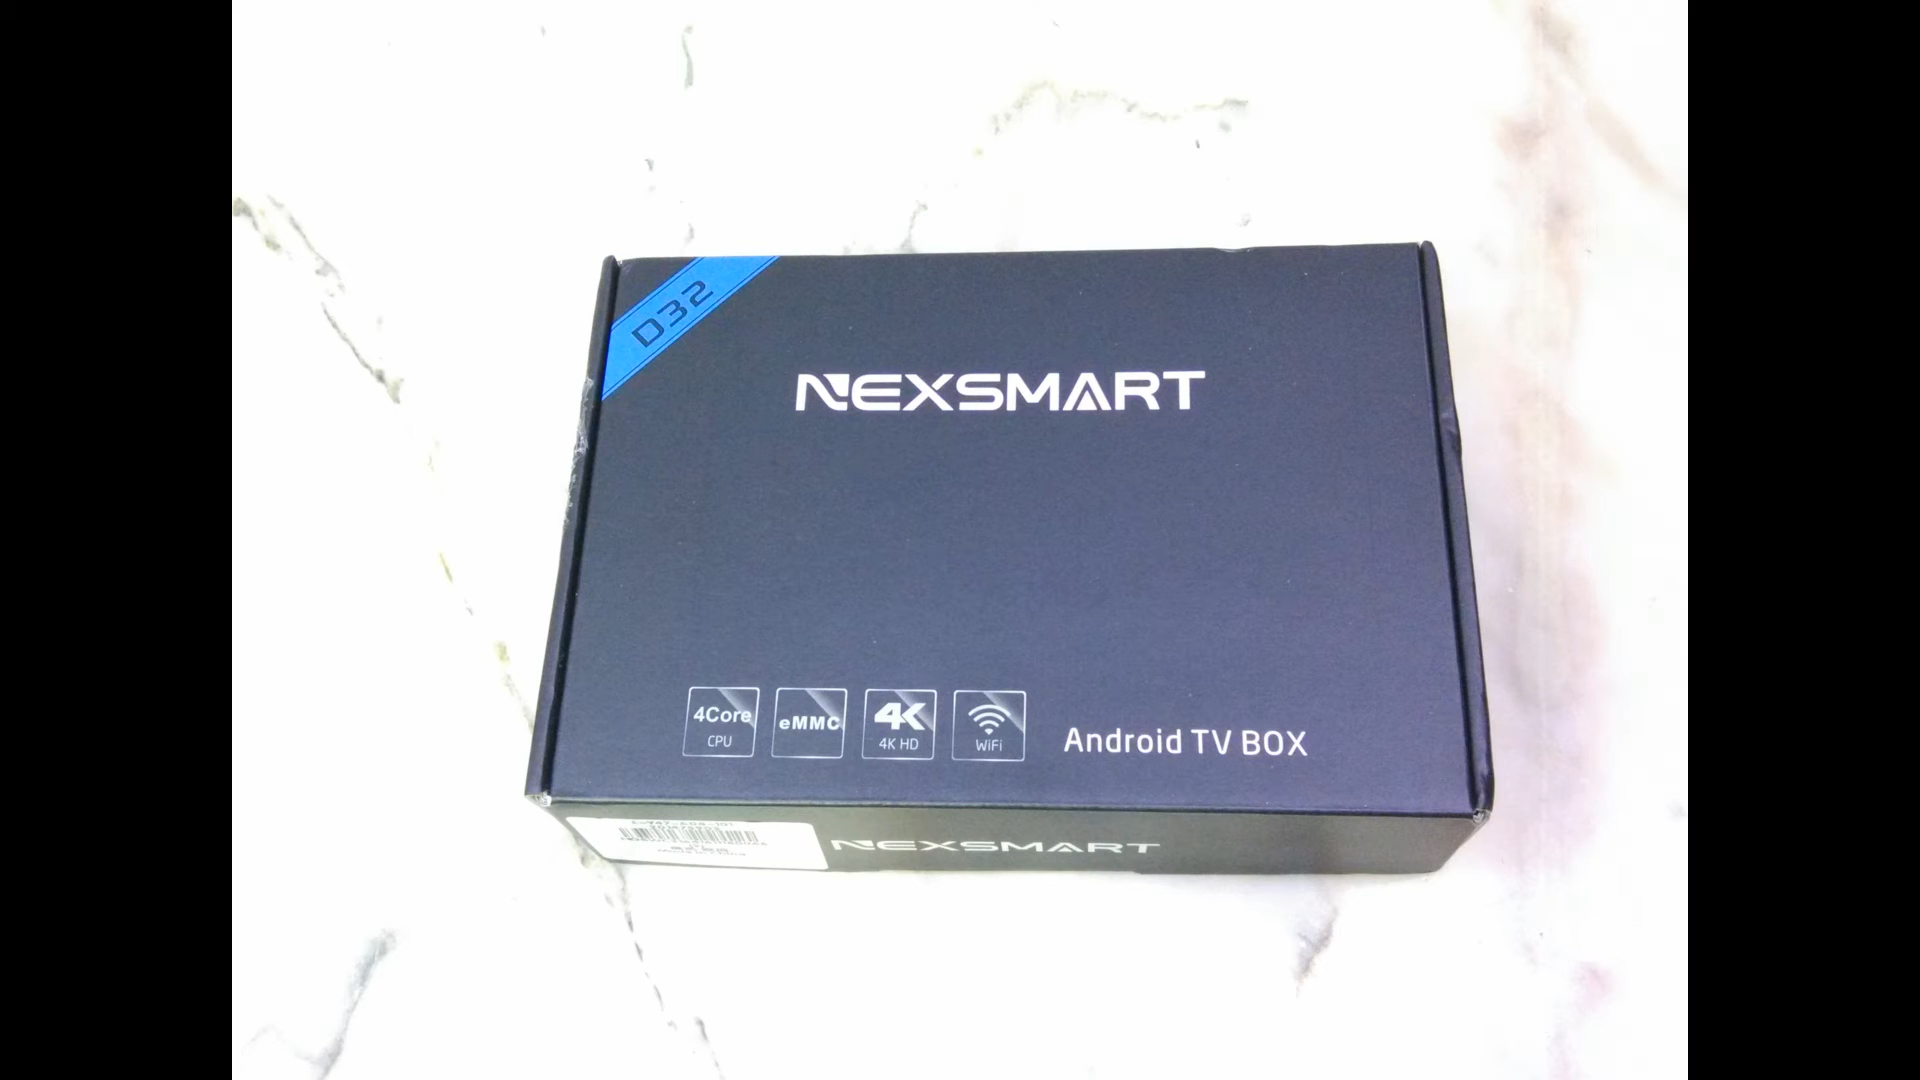 D32
NEXSMART
4Core
CPU
eMMC
4K
4K HD
WiFi
Android TV BOX
NEXSMART